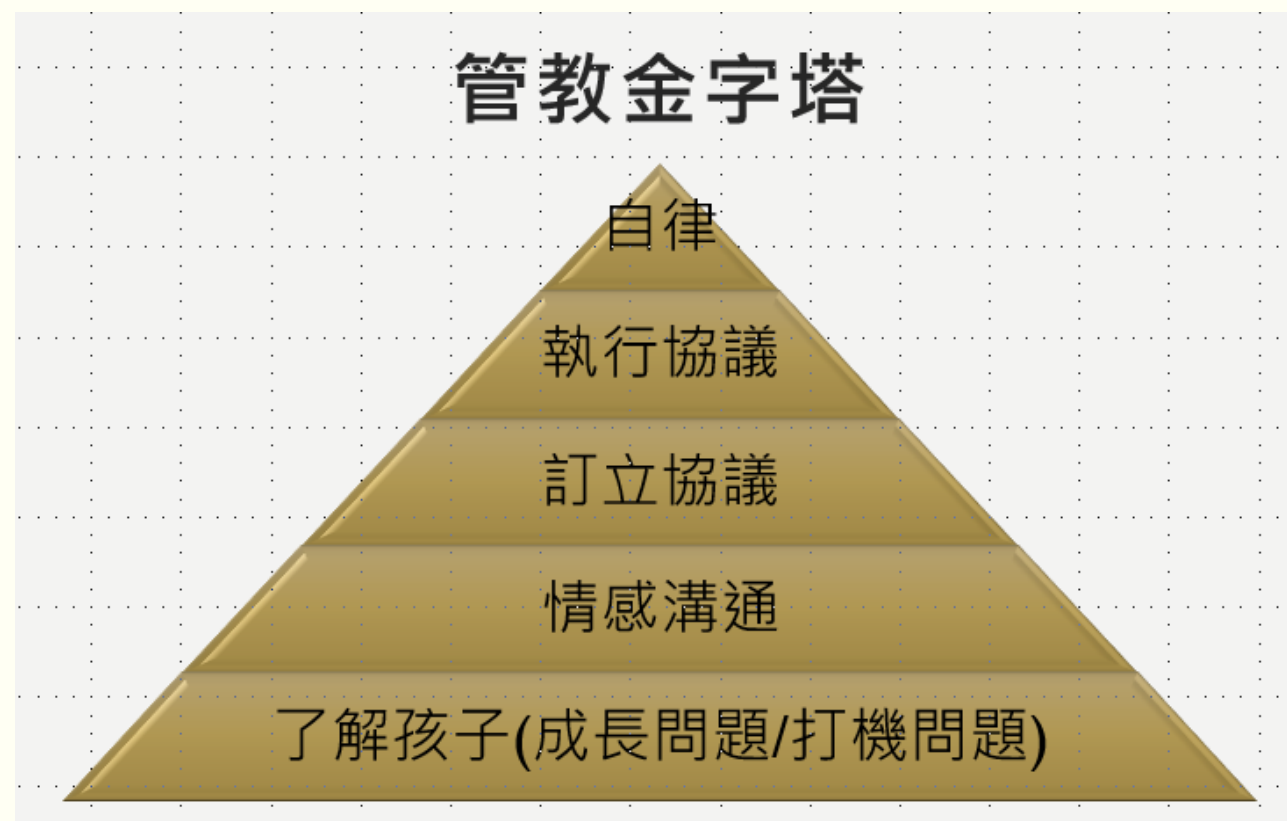 管教金字塔
自律
執行協議
訂立協議
情感溝通
了解孩子(成長問題/打機問題)